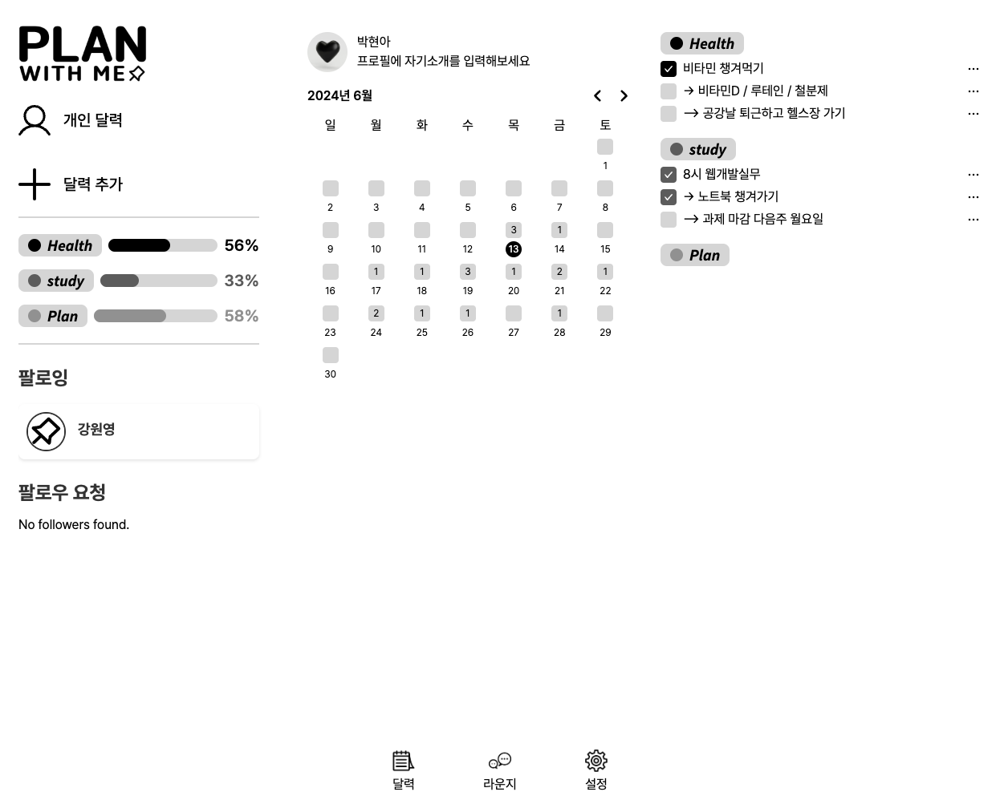 PLAN
WITH ME
개인 달력
달력 추가
Health 56%
study 33%
Plan 58%
팔로잉
강원영
팔로우 요청
No followers found.
박현아
프로필에 자기소개를 입력해보세요
2024년 6월
일 월 화 수 목 금 토
1
2 3 4 5 6 7 8
3 1
9 10 11 12 13 14 15
1 1 3 1 2 1
16 17 18 19 20 21 22
2 1 1 1
23 24 25 26 27 28 29
30
Health
비타민 챙겨먹기 ...
→ 비타민D / 루테인 / 철분제 ...
—> 공강날 퇴근하고 헬스장 가기 ...
study
8시 웹개발실무 ...
→ 노트북 챙겨가기 ...
—> 과제 마감 다음주 월요일 ...
Plan
달력 라운지 설정